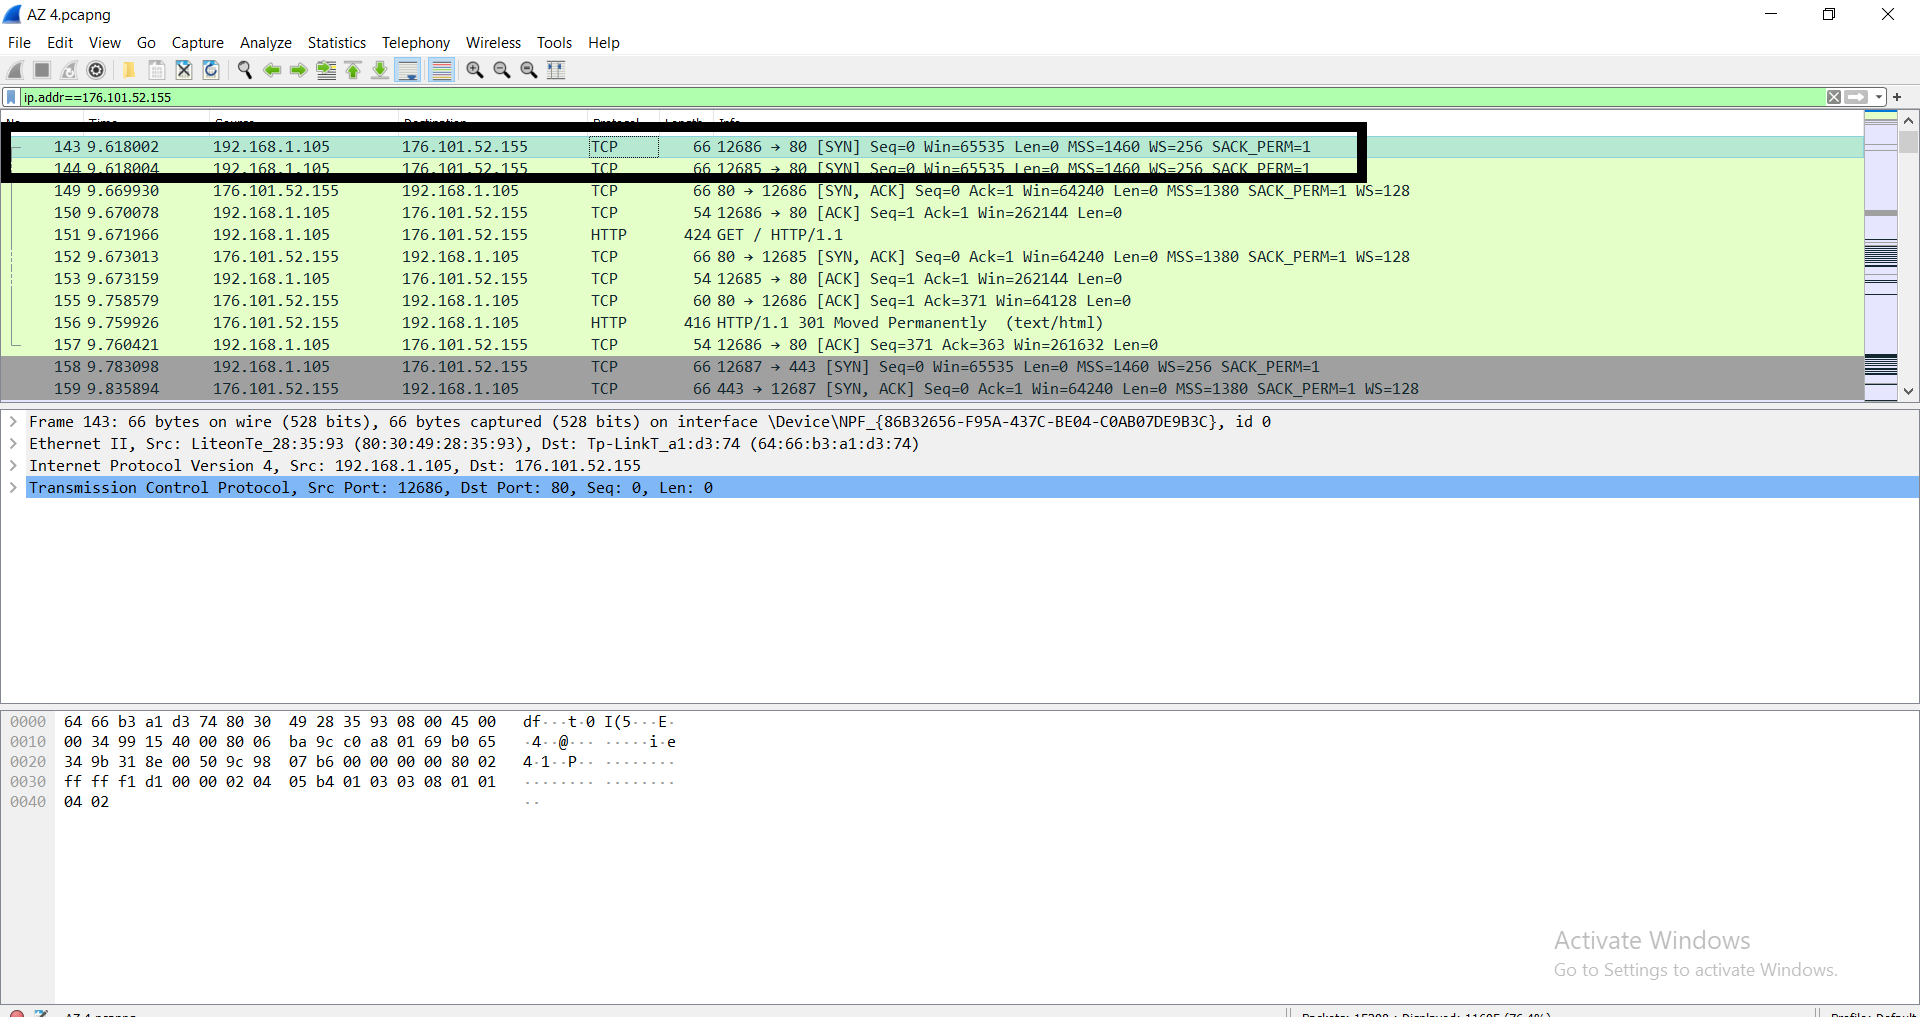 AZ 4.pcapng
File Edit View Go Capture Analyze Statistics Telephony Wireless Tools Help
ip.addr==176.101.52.155
143 9.618002 192.168.1.105 176.101.52.155 TCP 66 12686 → 80 [SYN] Seq=0 Win=65535 Len=0 MSS=1460 WS=256 SACK_PERM=1
144 9.618004 192.168.1.105 176.101.52.155 TCP 66 12685 → 80 [SYN] Seq=0 Win=65535 Len=0 MSS=1460 WS=256 SACK_PERM=1
149 9.669930 176.101.52.155 192.168.1.105 TCP 66 80 → 12686 [SYN, ACK] Seq=0 Ack=1 Win=64240 Len=0 MSS=1380 SACK_PERM=1 WS=128
150 9.670078 192.168.1.105 176.101.52.155 TCP 54 12686 → 80 [ACK] Seq=1 Ack=1 Win=262144 Len=0
151 9.671966 192.168.1.105 176.101.52.155 HTTP 424 GET / HTTP/1.1
152 9.673013 176.101.52.155 192.168.1.105 TCP 66 80 → 12685 [SYN, ACK] Seq=0 Ack=1 Win=64240 Len=0 MSS=1380 SACK_PERM=1 WS=128
153 9.673159 192.168.1.105 176.101.52.155 TCP 54 12685 → 80 [ACK] Seq=1 Ack=1 Win=262144 Len=0
155 9.758579 176.101.52.155 192.168.1.105 TCP 60 80 → 12686 [ACK] Seq=1 Ack=371 Win=64128 Len=0
156 9.759926 176.101.52.155 192.168.1.105 HTTP 416 HTTP/1.1 301 Moved Permanently (text/html)
157 9.760421 192.168.1.105 176.101.52.155 TCP 54 12686 → 80 [ACK] Seq=371 Ack=363 Win=261632 Len=0
158 9.783098 192.168.1.105 176.101.52.155 TCP 66 12687 → 443 [SYN] Seq=0 Win=65535 Len=0 MSS=1460 WS=256 SACK_PERM=1
159 9.835894 176.101.52.155 192.168.1.105 TCP 66 443 → 12687 [SYN, ACK] Seq=0 Ack=1 Win=64240 Len=0 MSS=1380 SACK_PERM=1 WS=128
Frame 143: 66 bytes on wire (528 bits), 66 bytes captured (528 bits) on interface \Device\NPF_{86B32656-F95A-437C-BE04-C0AB07DE9B3C}, id 0
Ethernet II, Src: LiteonTe_28:35:93 (80:30:49:28:35:93), Dst: Tp-LinkT_a1:d3:74 (64:66:b3:a1:d3:74)
Internet Protocol Version 4, Src: 192.168.1.105, Dst: 176.101.52.155
Transmission Control Protocol, Src Port: 12686, Dst Port: 80, Seq: 0, Len: 0
0000 64 66 b3 a1 d3 74 80 30 49 28 35 93 08 00 45 00 df···t·0 I(5···E·
0010 00 34 99 15 40 00 80 06 ba 9c c0 a8 01 69 b0 65 ·4··@··· ·····i·e
0020 34 9b 31 8e 00 50 9c 98 07 b6 00 00 00 00 80 02 4·1··P·· ········
0030 ff ff f1 d1 00 00 02 04 05 b4 01 03 03 08 01 01 ········ ········
0040 04 02 ··
Activate Windows
Go to Settings to activate Windows.